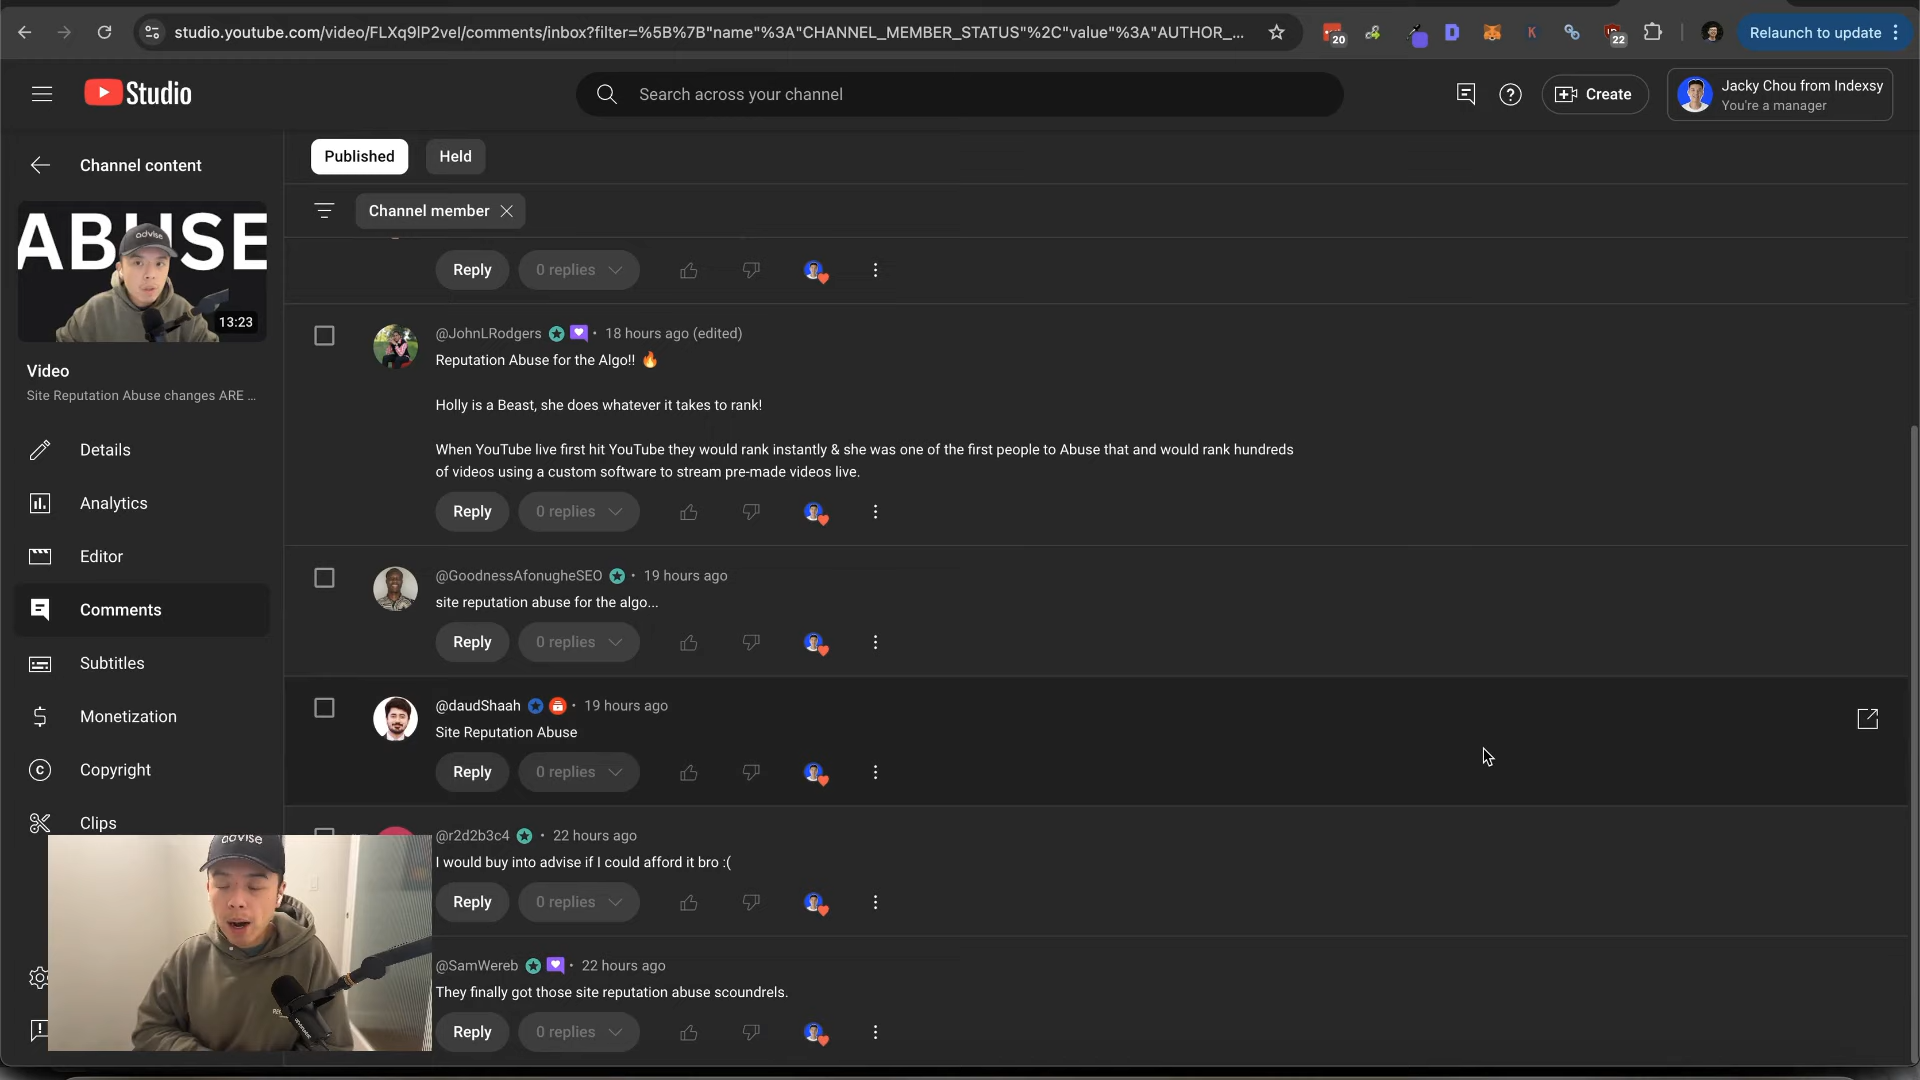 studio.youtube.com/video/FLXq9lP2veI/comments/inbox?filter=%5B%7B"name"%3A"CHANNEL_MEMBER_STATUS"%2C"value"%3A"AUTHOR_...
20
22
Relaunch to update
Studio
Search across your channel
Create
Jacky Chou from Indexsy
You're a manager
Channel content
Published
Held
Channel member
ABUSE
advise
13:23
Reply
0 replies
@JohnLRodgers • 18 hours ago (edited)
Reputation Abuse for the Algo!! 🔥
Holly is a Beast, she does whatever it takes to rank!
When YouTube live first hit YouTube they would rank instantly & she was one of the first people to Abuse that and would rank hundreds
of videos using a custom software to stream pre-made videos live.
Reply
0 replies
Video
Site Reputation Abuse changes ARE ...
Details
Analytics
Editor
Comments
Subtitles
Monetization
Copyright
Clips
@GoodnessAfonugheSEO • 19 hours ago
site reputation abuse for the algo...
Reply
0 replies
@daudShaah • 19 hours ago
Site Reputation Abuse
Reply
0 replies
@r2d2b3c4 • 22 hours ago
I would buy into advise if I could afford it bro :(
Reply
0 replies
@SamWereb • 22 hours ago
They finally got those site reputation abuse scoundrels.
Reply
0 replies
advise